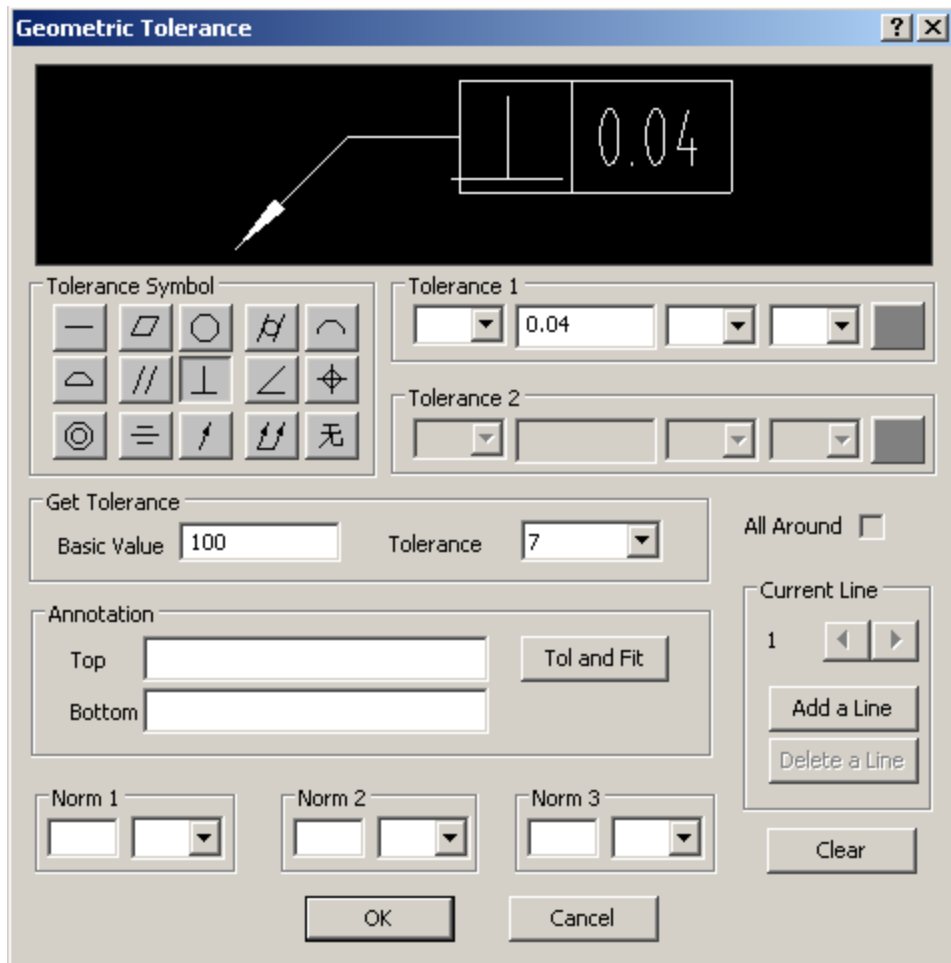 Geometric Tolerance
0.04
Tolerance Symbol
Tolerance 1
0.04
Tolerance 2
无
Get Tolerance
Basic Value 100 Tolerance 7
All Around
Annotation
Top
Tol and Fit
Bottom
Current Line
1
Add a Line
Delete a Line
Norm 1 Norm 2 Norm 3
Clear
OK Cancel